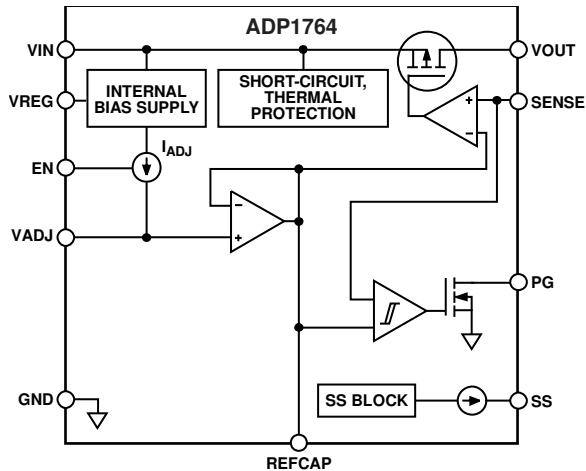 ADP1764
VIN
VOUT
VREG
INTERNAL
BIAS SUPPLY
SHORT-CIRCUIT,
THERMAL
PROTECTION
+
−
SENSE
EN
IADJ
−
+
VADJ
PG
GND
SS BLOCK
SS
REFCAP